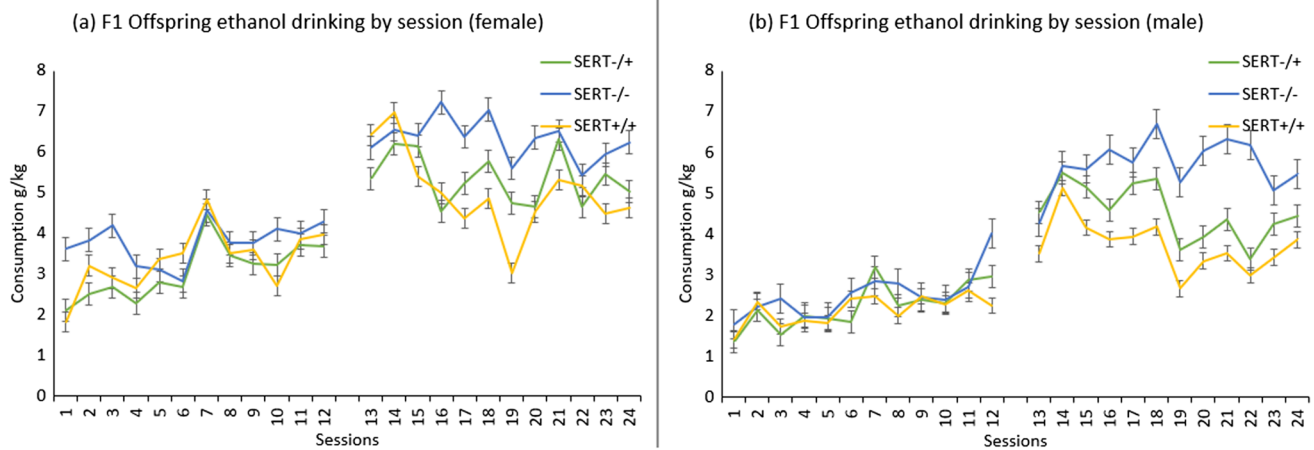 (a) F1 Offspring ethanol drinking by session (female)
SERT-/+
SERT-/-
SERT+/+
8
7
6
5
4
3
2
1
0
Consumption g/kg
1 2 3 4 5 6 7 8 9 10 11 12 13 14 15 16 17 18 19 20 21 22 23 24
Sessions
(b) F1 Offspring ethanol drinking by session (male)
SERT-/+
SERT-/-
SERT+/+
8
7
6
5
4
3
2
1
0
Consumption g/kg
1 2 3 4 5 6 7 8 9 10 11 12 13 14 15 16 17 18 19 20 21 22 23 24
Sessions